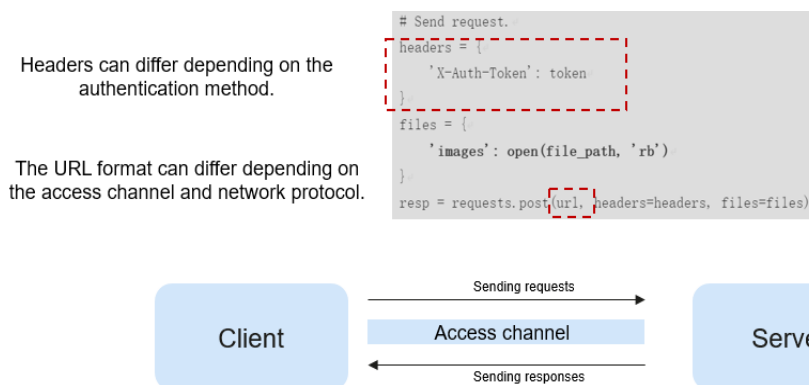 Headers can differ depending on the
authentication method.
The URL format can differ depending on
the access channel and network protocol.
# Send request.
headers = {
'X-Auth-Token': token
}
files = {
'images': open(file_path, 'rb')
}
resp = requests.post(url, headers=headers, files=files)
Sending requests
Client
Access channel
Serve
Sending responses